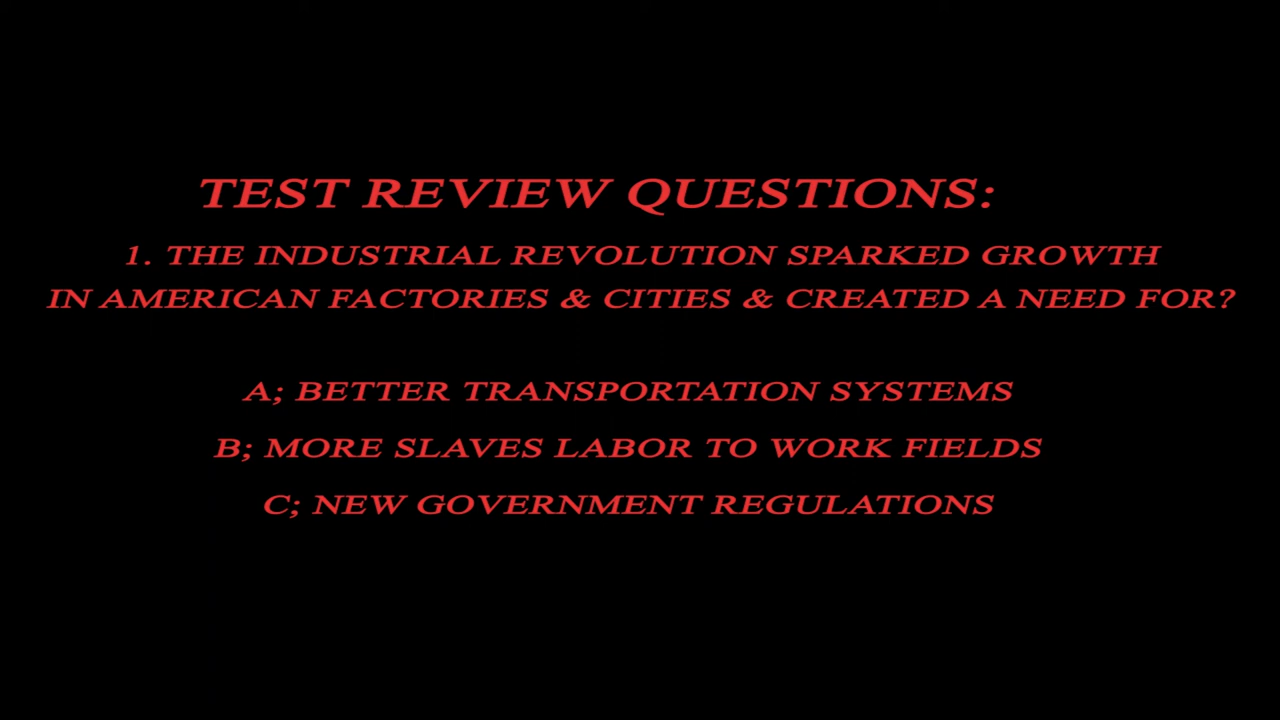 TEST REVIEW QUESTIONS:
1. THE INDUSTRIAL REVOLUTION SPARKED GROWTH
IN AMERICAN FACTORIES & CITIES & CREATED A NEED FOR?
A; BETTER TRANSPORTATION SYSTEMS
B; MORE SLAVES LABOR TO WORK FIELDS
C; NEW GOVERNMENT REGULATIONS